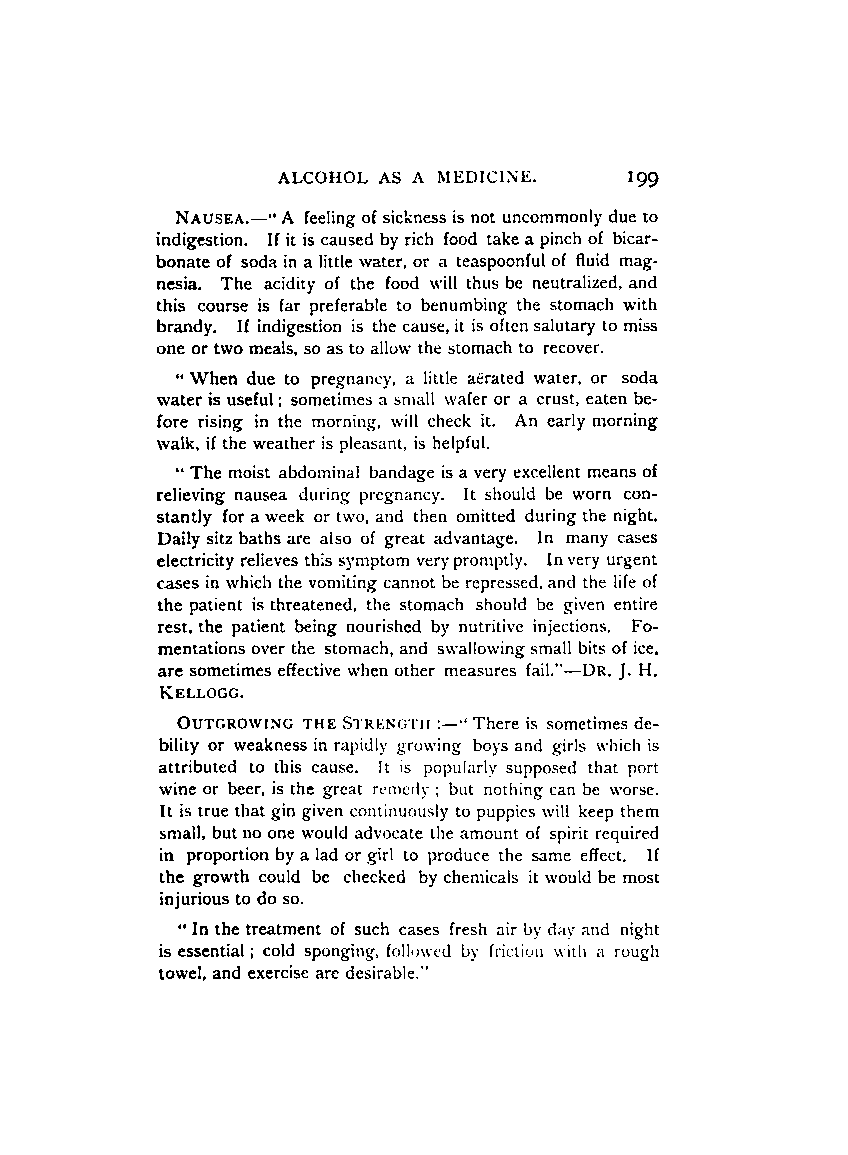 ALCOHOL AS A MEDICINE. 199
NAUSEA.—“ A feeling of sickness is not uncommonly due to
indigestion. If it is caused by rich food take a pinch of bicar-
bonate of soda in a little water, or a teaspoonful of fluid mag-
nesia. The acidity of the food will thus be neutralized, and
this course is far preferable to benumbing the stomach with
brandy. If indigestion is the cause, it is often salutary to miss
one or two meals, so as to allow the stomach to recover.
“ When due to pregnancy, a little aërated water, or soda
water is useful ; sometimes a small wafer or a crust, eaten be-
fore rising in the morning, will check it. An early morning
walk, if the weather is pleasant, is helpful.
“ The moist abdominal bandage is a very excellent means of
relieving nausea during pregnancy. It should be worn con-
stantly for a week or two, and then omitted during the night.
Daily sitz baths are also of great advantage. In many cases
electricity relieves this symptom very promptly. In very urgent
cases in which the vomiting cannot be repressed, and the life of
the patient is threatened, the stomach should be given entire
rest, the patient being nourished by nutritive injections. Fo-
mentations over the stomach, and swallowing small bits of ice,
are sometimes effective when other measures fail.”—DR. J. H.
KELLOGG.
OUTGROWING THE STRENGTH :—“ There is sometimes de-
bility or weakness in rapidly growing boys and girls which is
attributed to this cause. It is popularly supposed that port
wine or beer, is the great remedy ; but nothing can be worse.
It is true that gin given continuously to puppies will keep them
small, but no one would advocate the amount of spirit required
in proportion by a lad or girl to produce the same effect. If
the growth could be checked by chemicals it would be most
injurious to do so.
“ In the treatment of such cases fresh air by day and night
is essential ; cold sponging, followed by friction with a rough
towel, and exercise are desirable.”